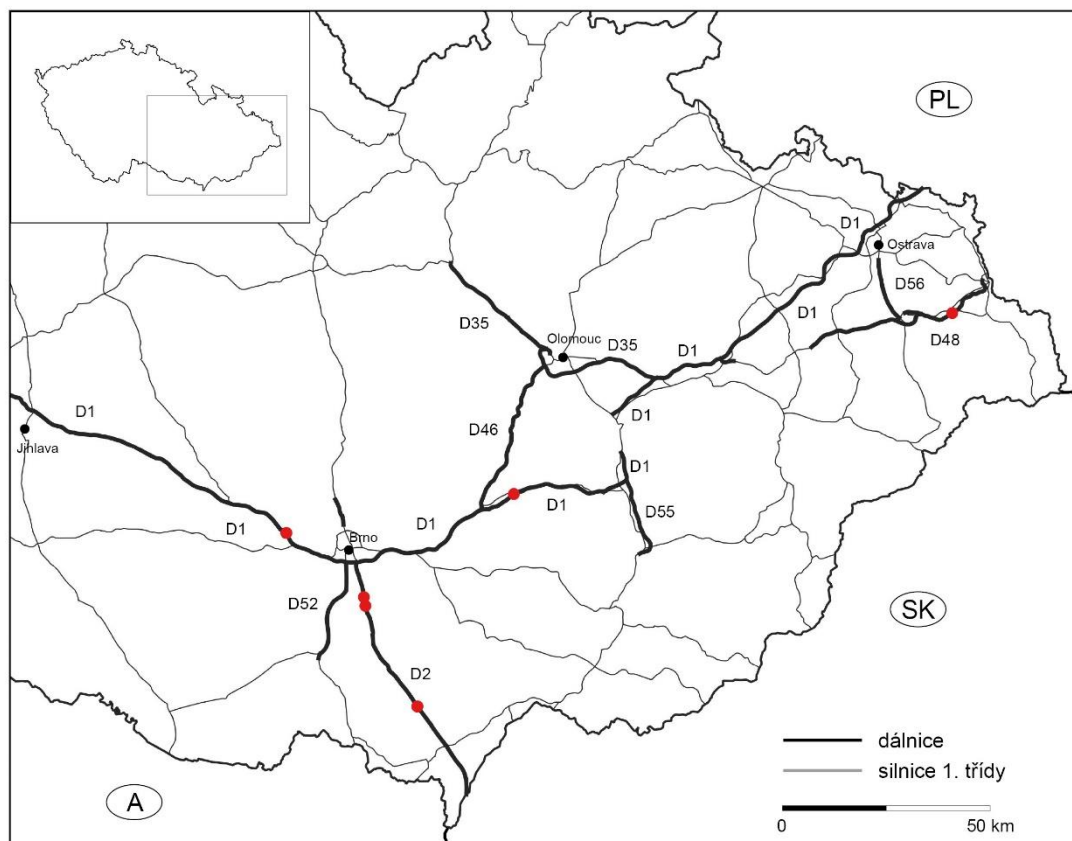 PL
D1
Ostrava
D56
D35
D1
Olomouc
D35
D1
D48
D1
D1
Jihlava
D46
D1
D1
D1
D1
D55
Brno
D52
SK
D2
dálnice
silnice 1. třídy
A
0
50 km